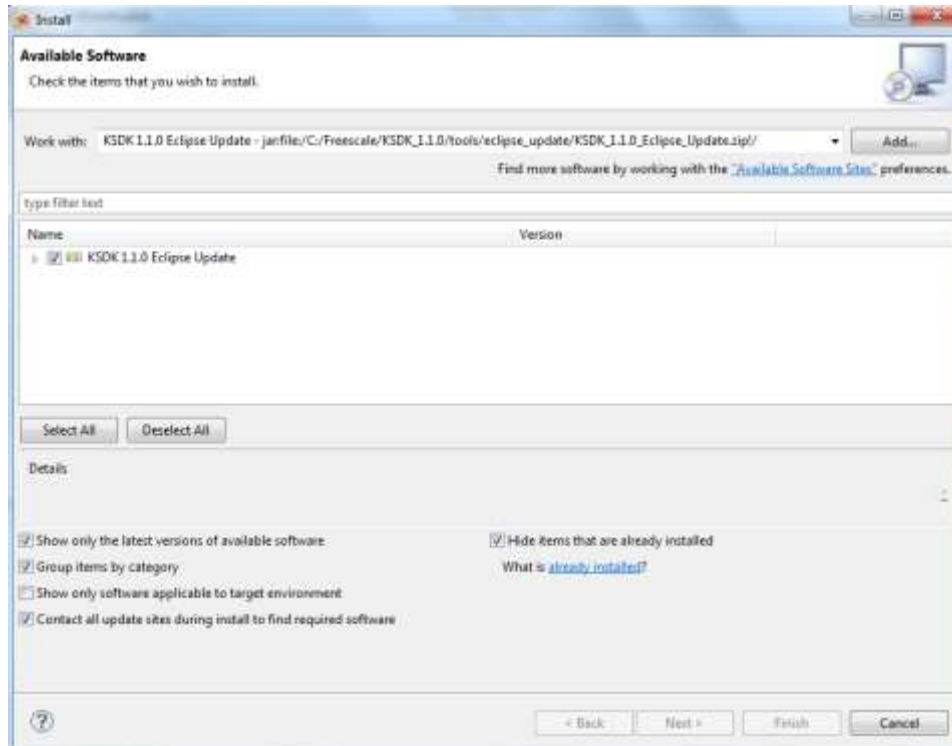 Install
Available Software
Check the items that you wish to install.
Work with: KSDK 1.1.0 Eclipse Update - jar:file:/C:/Freescale/KSDK_1.1.0/tools/eclipse_update/KSDK_1.1.0_Eclipse_Update.zip!/ Add...
Find more software by working with the "Available Software Sites" preferences.
type filter text
Name Version
KSDK 1.1.0 Eclipse Update
Select All Deselect All
Details
Show only the latest versions of available software Hide items that are already installed
Group items by category What is already installed?
Show only software applicable to target environment
Contact all update sites during install to find required software
? < Back Next > Finish Cancel